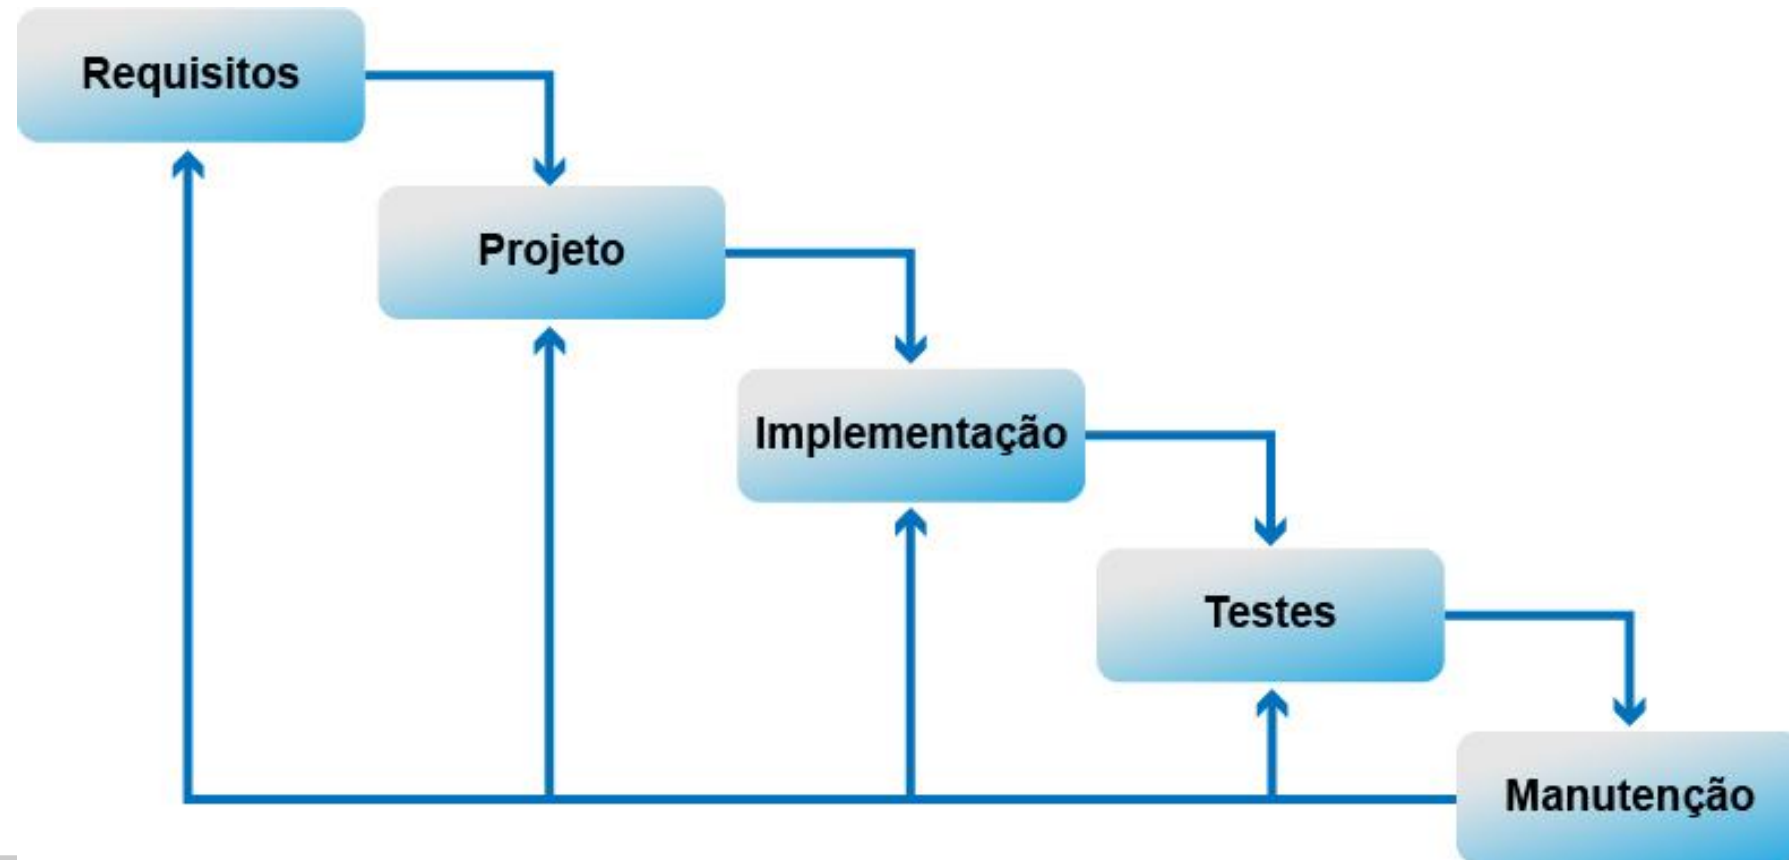 Requisitos
Projeto
Implementação
Testes
Manutenção